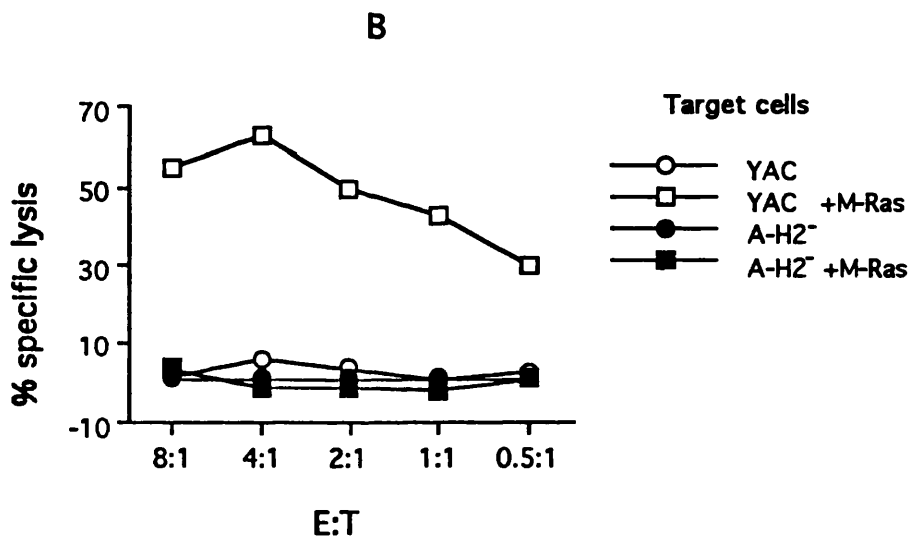 B
70
50
30
10
-10
% specific lysis
8:1 4:1 2:1 1:1 0.5:1
E:T
Target cells
YAC
YAC +M-Ras
A-H2⁻
A-H2⁻ +M-Ras